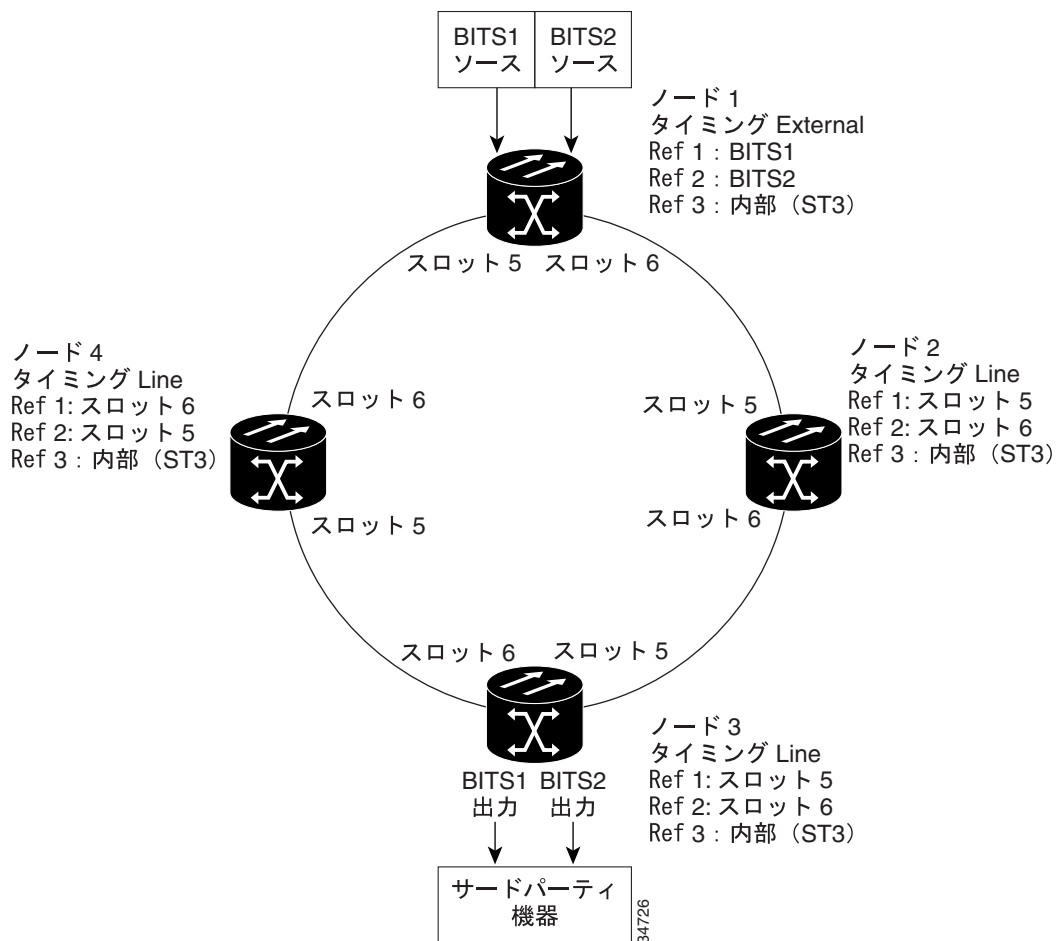 BITS1
ソース
BITS2
ソース
ノード 1
タイミング External
Ref 1 : BITS1
Ref 2 : BITS2
Ref 3 : 内部（ST3）
スロット 5
スロット 6
ノード 4
タイミング Line
Ref 1: スロット 6
Ref 2: スロット 5
Ref 3 : 内部（ST3）
スロット 6
スロット 5
ノード 2
タイミング Line
Ref 1: スロット 5
Ref 2: スロット 6
Ref 3 : 内部（ST3）
スロット 5
スロット 6
スロット 6
スロット 5
ノード 3
タイミング Line
Ref 1: スロット 5
Ref 2: スロット 6
Ref 3 : 内部（ST3）
BITS1
出力
BITS2
出力
サードパーティ
機器
34726